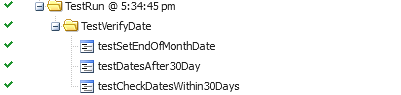 TestRun @ 5:34:45 pm
TestVerifyDate
testSetEndOfMonthDate
testDatesAfter30Day
testCheckDatesWithin30Days